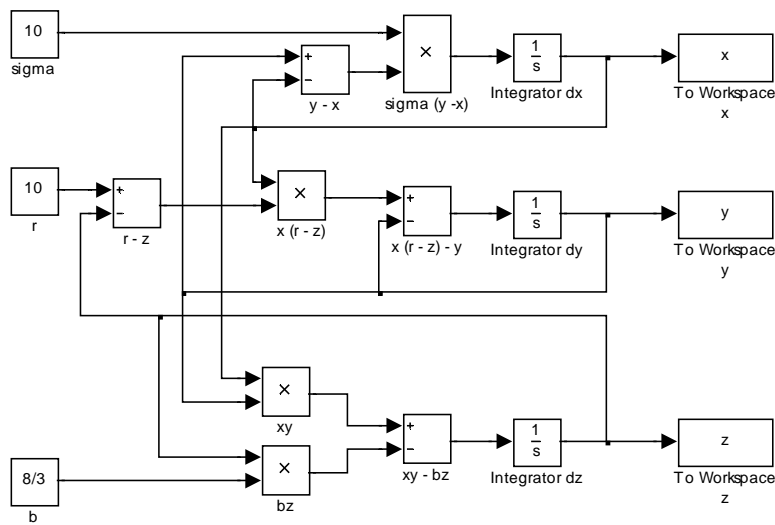 10
sigma
+
−
y - x
×
sigma (y -x)
1
s
Integrator dx
x
To Workspace
x
10
r
+
−
r - z
×
x (r - z)
+
−
x (r - z) - y
1
s
Integrator dy
y
To Workspace
y
×
xy
8/3
b
×
bz
+
−
xy - bz
1
s
Integrator dz
z
To Workspace
z